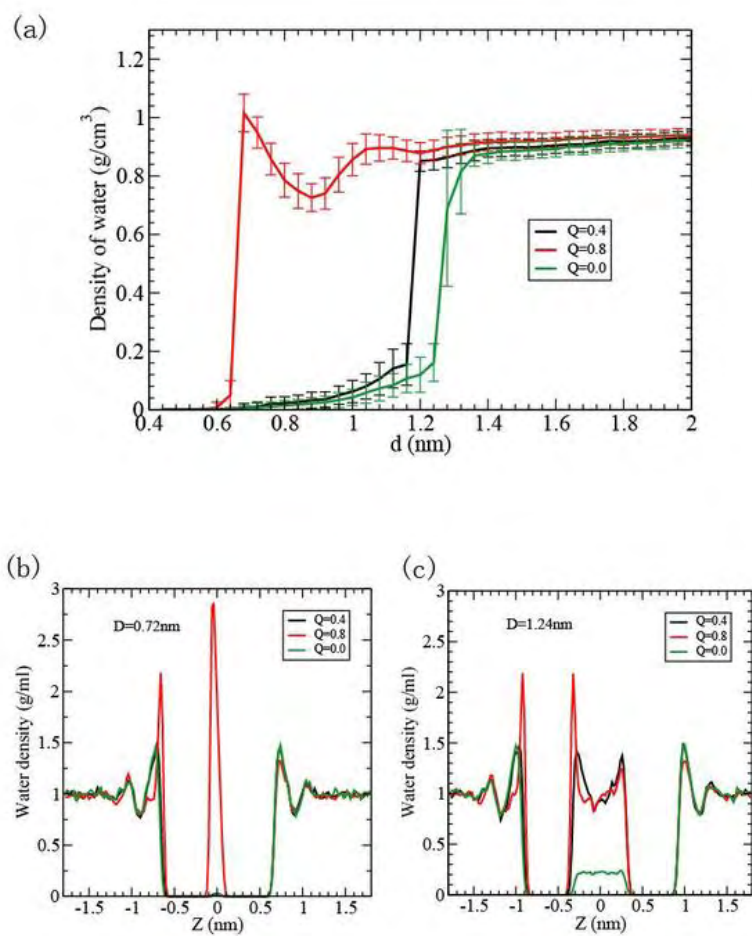 (a)
Density of water (g/cm³)
1.2
1
0.8
0.6
0.4
0.2
0
Q=0.4
Q=0.8
Q=0.0
0.4 0.6 0.8 1 1.2 1.4 1.6 1.8 2
d (nm)
(b)
Water density (g/ml)
3
2.5
2
1.5
1
0.5
0
D=0.72nm
Q=0.4
Q=0.8
Q=0.0
-1.5 -1 -0.5 0 0.5 1 1.5
Z (nm)
(c)
Water density (g/ml)
3
2.5
2
1.5
1
0.5
0
D=1.24nm
Q=0.4
Q=0.8
Q=0.0
-1.5 -1 -0.5 0 0.5 1 1.5
Z (nm)